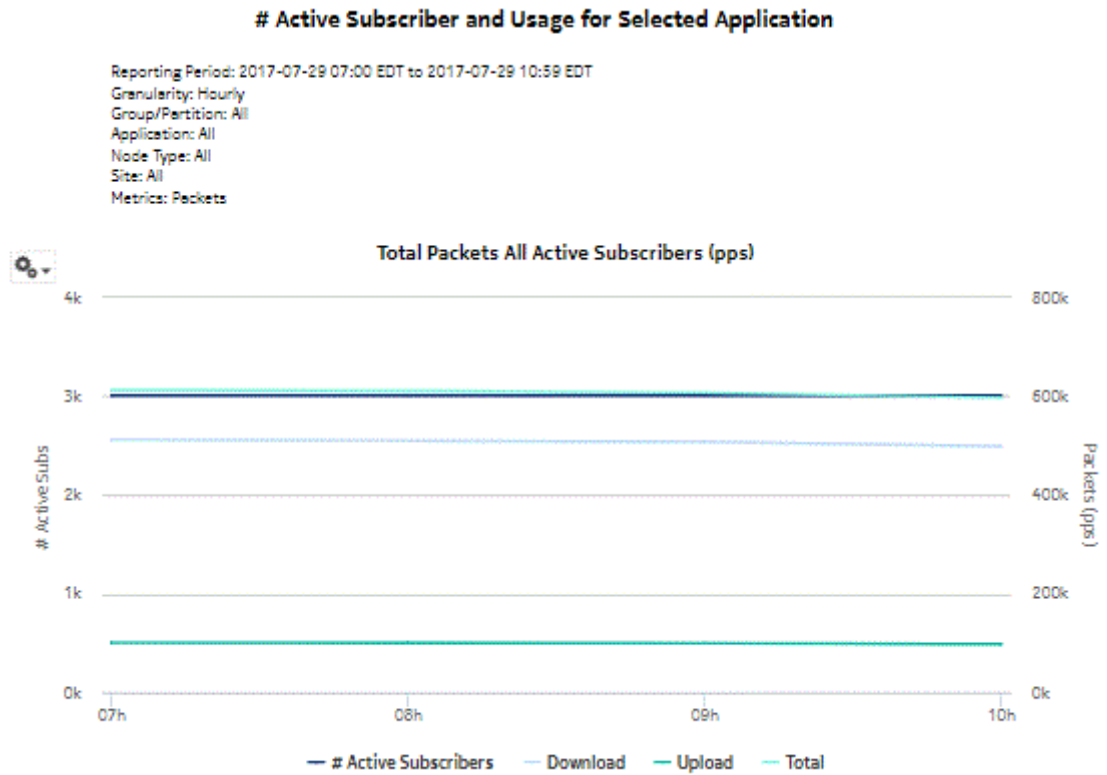 # Active Subscriber and Usage for Selected Application
Reporting Period: 2017-07-29 07:00 EDT to 2017-07-29 10:59 EDT
Granularity: Hourly
Group/Partition: All
Application: All
Node Type: All
Site: All
Metrics: Packets
Total Packets All Active Subscribers (pps)
4k 800k
3k 600k
2k 400k
1k 200k
0k 0k
# Active Subs
Packets (pps)
07h 08h 09h 10h
# Active Subscribers Download Upload Total